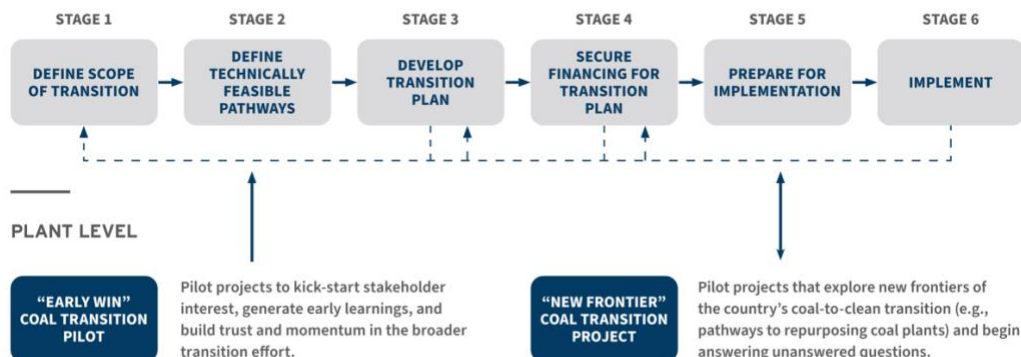 STAGE 1
STAGE 2
STAGE 3
STAGE 4
STAGE 5
STAGE 6
DEFINE SCOPE
OF TRANSITION
DEFINE
TECHNICALLY
FEASIBLE
PATHWAYS
DEVELOP
TRANSITION
PLAN
SECURE
FINANCING FOR
TRANSITION
PLAN
PREPARE FOR
IMPLEMENTATION
IMPLEMENT
PLANT LEVEL
“EARLY WIN”
COAL TRANSITION
PILOT
Pilot projects to kick-start stakeholder
interest, generate early learnings, and
build trust and momentum in the broader
transition effort.
“NEW FRONTIER”
COAL TRANSITION
PROJECT
Pilot projects that explore new frontiers of
the country’s coal-to-clean transition (e.g.,
pathways to repurposing coal plants) and begin
answering unanswered questions.